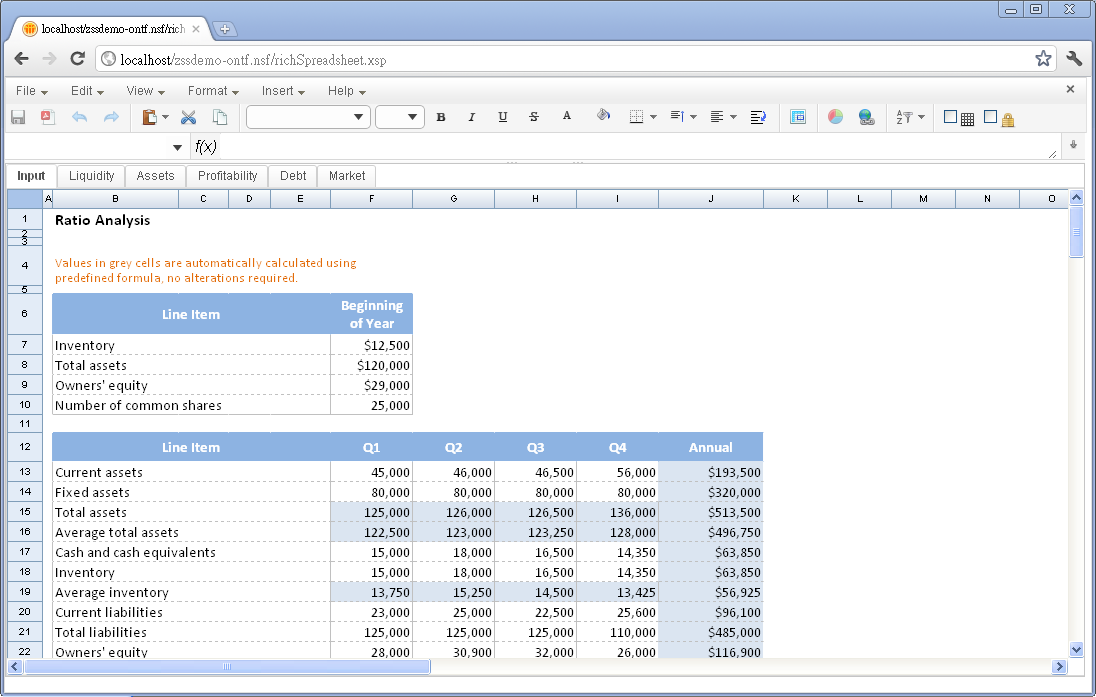 localhost/zssdemo-ontf.nsf/rich
localhost/zssdemo-ontf.nsf/richSpreadsheet.xsp
File Edit View Format Insert Help
B I U S A A Z
f(x)
Input Liquidity Assets Profitability Debt Market
A B C D E F G H I J K L M N O
1 Ratio Analysis
2
3
4 Values in grey cells are automatically calculated using
predefined formula, no alterations required.
5
6 Line Item Beginning of Year
7 Inventory $12,500
8 Total assets $120,000
9 Owners' equity $29,000
10 Number of common shares 25,000
11
12 Line Item Q1 Q2 Q3 Q4 Annual
13 Current assets 45,000 46,000 46,500 56,000 $193,500
14 Fixed assets 80,000 80,000 80,000 80,000 $320,000
15 Total assets 125,000 126,000 126,500 136,000 $513,500
16 Average total assets 122,500 123,000 123,250 128,000 $496,750
17 Cash and cash equivalents 15,000 18,000 16,500 14,350 $63,850
18 Inventory 15,000 18,000 16,500 14,350 $63,850
19 Average inventory 13,750 15,250 14,500 13,425 $56,925
20 Current liabilities 23,000 25,000 22,500 25,600 $96,100
21 Total liabilities 125,000 125,000 125,000 110,000 $485,000
22 Owners' equity 28,000 30,900 32,000 26,000 $116,900